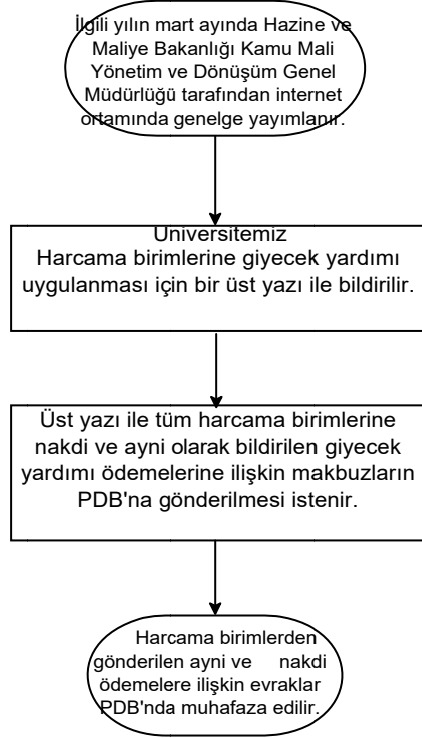 İlgili yılın mart ayında Hazine ve
Maliye Bakanlığı Kamu Mali
Yönetim ve Dönüşüm Genel
Müdürlüğü tarafından internet
ortamında genelge yayımlanır.
Üniversitemiz
Harcama birimlerine giyecek yardımı
uygulanması için bir üst yazı ile bildirilir.
Üst yazı ile tüm harcama birimlerine
nakdi ve ayni olarak bildirilen giyecek
yardımı ödemelerine ilişkin makbuzların
PDB'na gönderilmesi istenir.
Harcama birimlerden
gönderilen ayni ve nakdi
ödemelere ilişkin evraklar
PDB'nda muhafaza edilir.